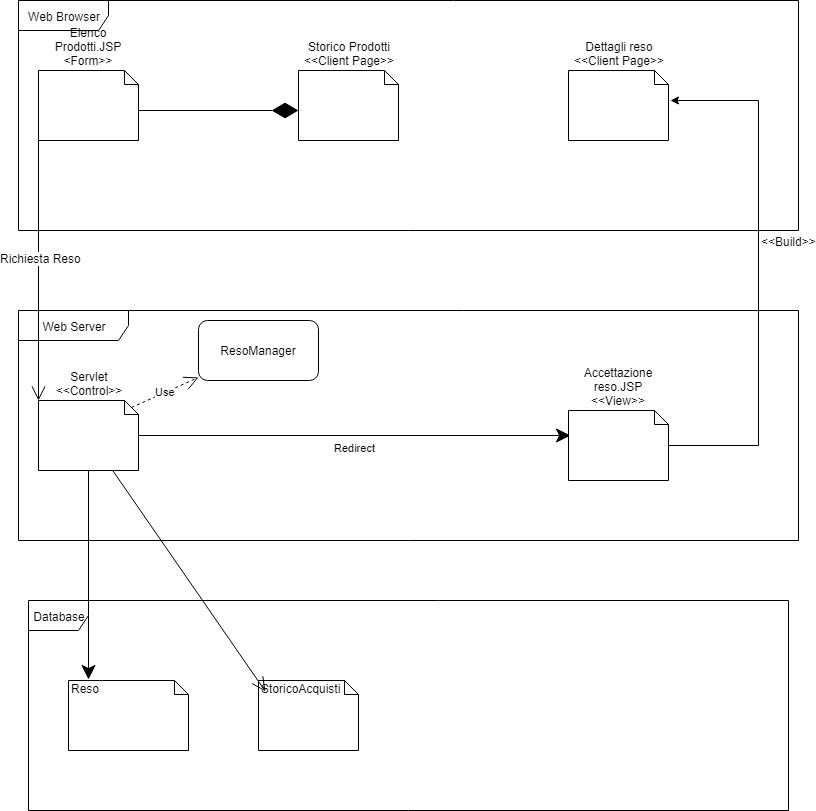 Web Browser
Elenco
Prodotti.JSP
<Form>>
Storico Prodotti
<<Client Page>>
Dettagli reso
<<Client Page>>
<<Build>>
Richiesta Reso
Web Server
ResoManager
Servlet
<<Control>>
Use
Accettazione
reso.JSP
<<View>>
Redirect
Database
Reso
StoricoAcquisti